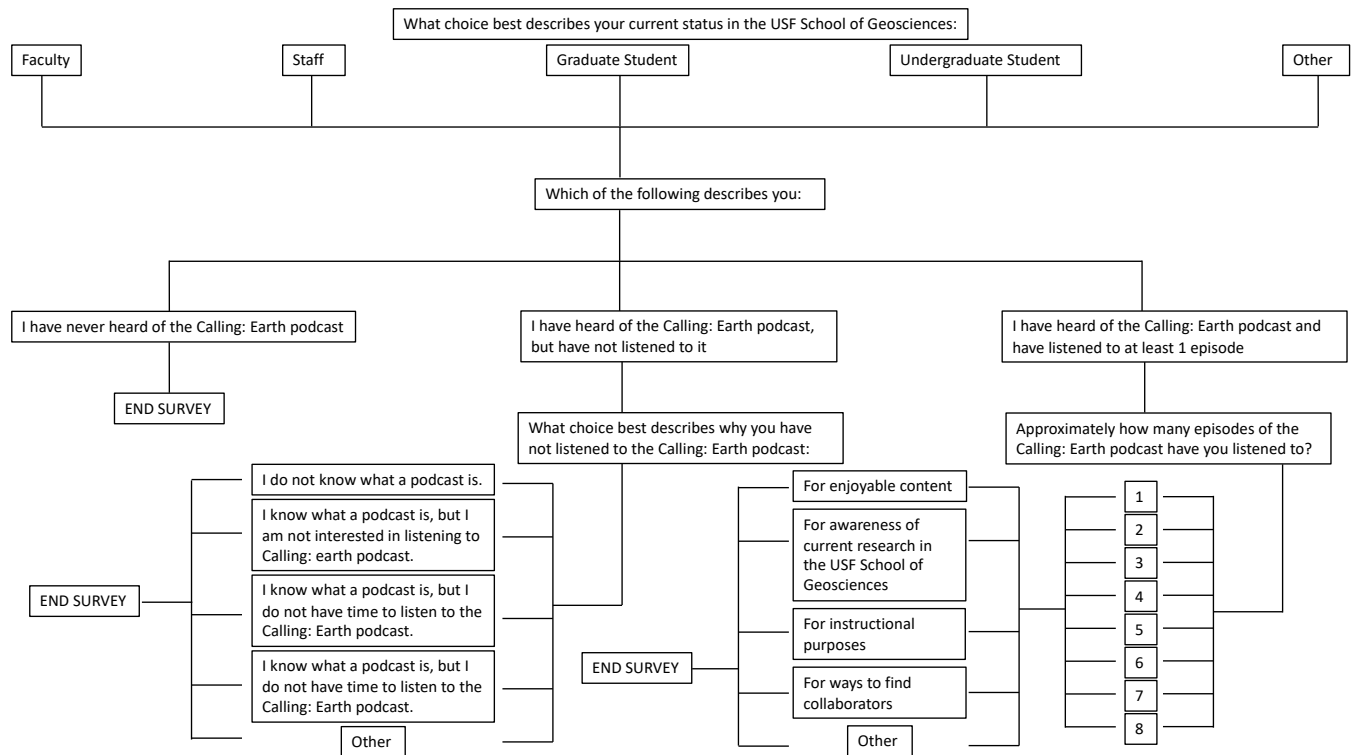 What choice best describes your current status in the USF School of Geosciences:
Faculty
Staff
Graduate Student
Undergraduate Student
Other
Which of the following describes you:
I have never heard of the Calling: Earth podcast
I have heard of the Calling: Earth podcast,
but have not listened to it
I have heard of the Calling: Earth podcast and
have listened to at least 1 episode
END SURVEY
What choice best describes why you have
not listened to the Calling: Earth podcast:
Approximately how many episodes of the
Calling: Earth podcast have you listened to?
I do not know what a podcast is.
I know what a podcast is, but I
am not interested in listening to
Calling: earth podcast.
I know what a podcast is, but I
do not have time to listen to the
Calling: Earth podcast.
I know what a podcast is, but I
do not have time to listen to the
Calling: Earth podcast.
Other
END SURVEY
For enjoyable content
For awareness of
current research in
the USF School of
Geosciences
For instructional
purposes
For ways to find
collaborators
Other
END SURVEY
1
2
3
4
5
6
7
8